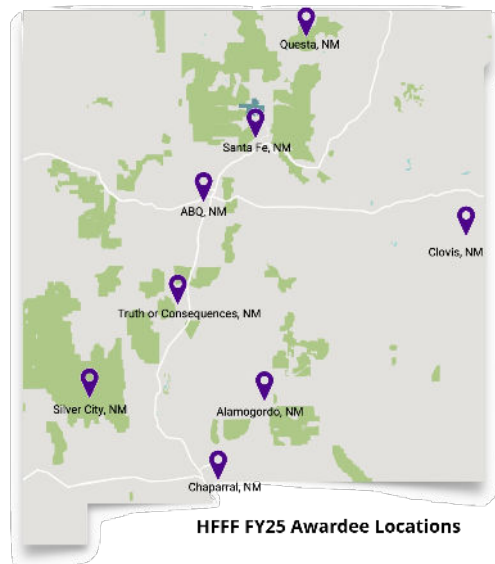 Questa, NM
Santa Fe, NM
ABQ, NM
Clovis, NM
Truth or Consequences, NM
Silver City, NM
Alamogordo, NM
Chaparral, NM
HFFF FY25 Awardee Locations